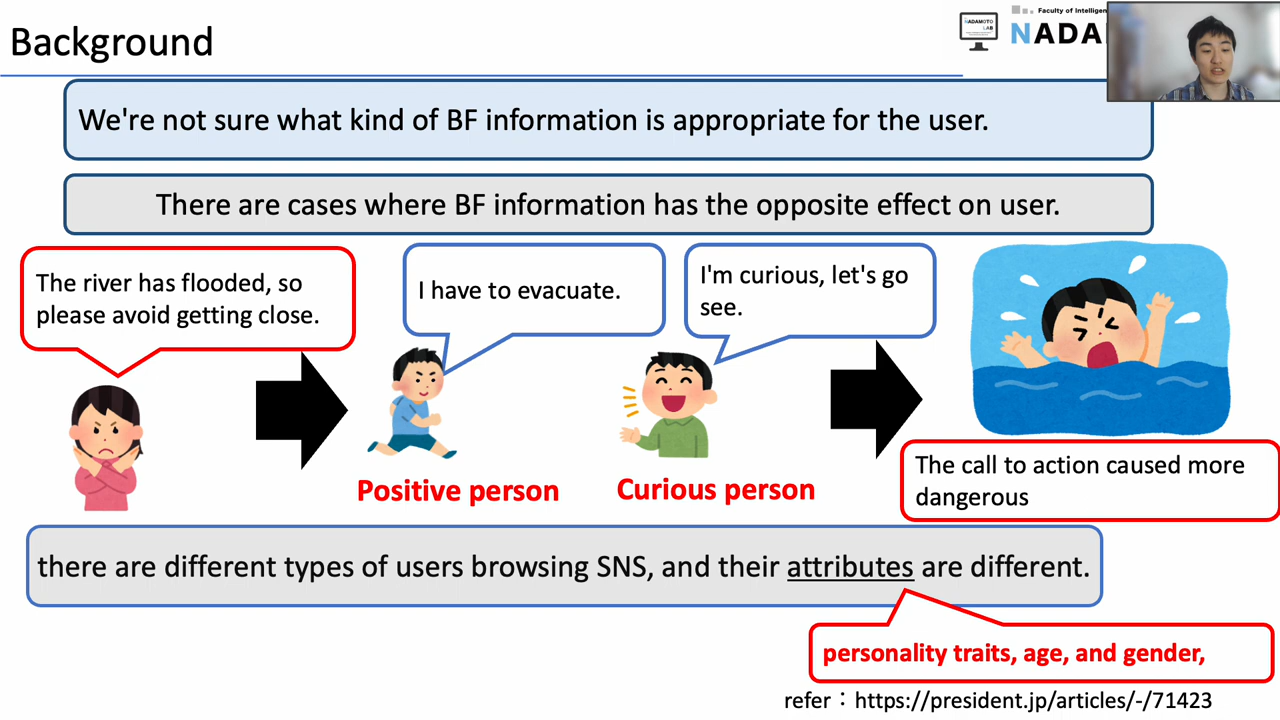 Background
NADAMOTO
LAB
Faculty of Intelligen
NADA
We're not sure what kind of BF information is appropriate for the user.
There are cases where BF information has the opposite effect on user.
The river has flooded, so
please avoid getting close.
I have to evacuate.
I'm curious, let's go
see.
Positive person
Curious person
The call to action caused more
dangerous
there are different types of users browsing SNS, and their attributes are different.
personality traits, age, and gender,
refer：https://president.jp/articles/-/71423